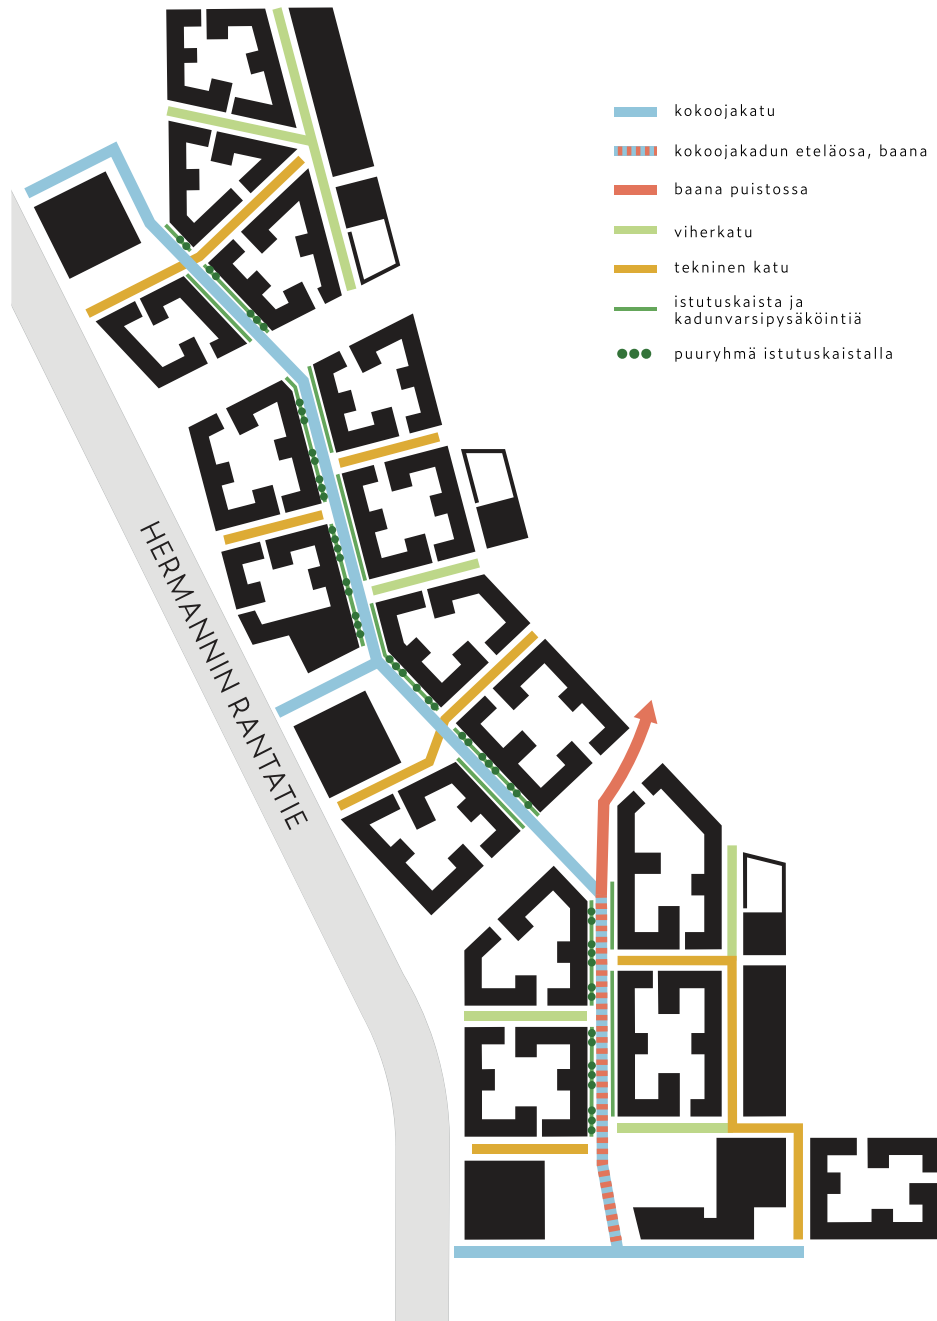 kokoojakatu
kokoojakadun eteläosa, baana
baana puistossa
viherkatu
tekninen katu
istutuskaista ja
kadunvarsipysäköintiä
puuryhmä istutuskaistalla
HERMANNIN RANTATIE